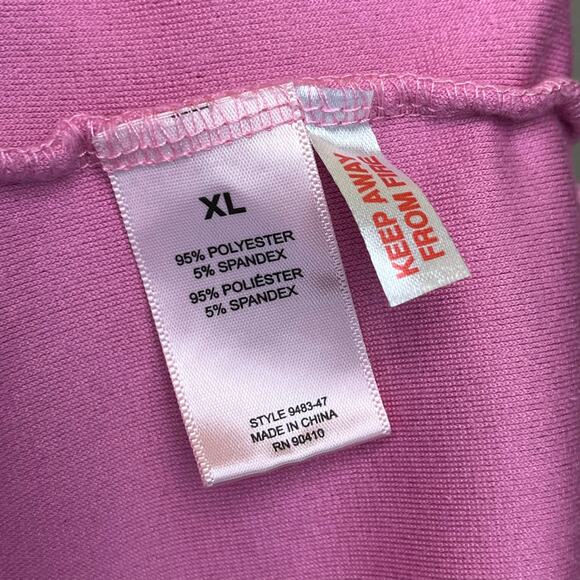 XL
95% POLYESTER
5% SPANDEX
95% POLIÉSTER
5% SPANDEX
STYLE 9483-47
MADE IN CHINA
RN 90410
KEEP AWAY
FROM FIRE